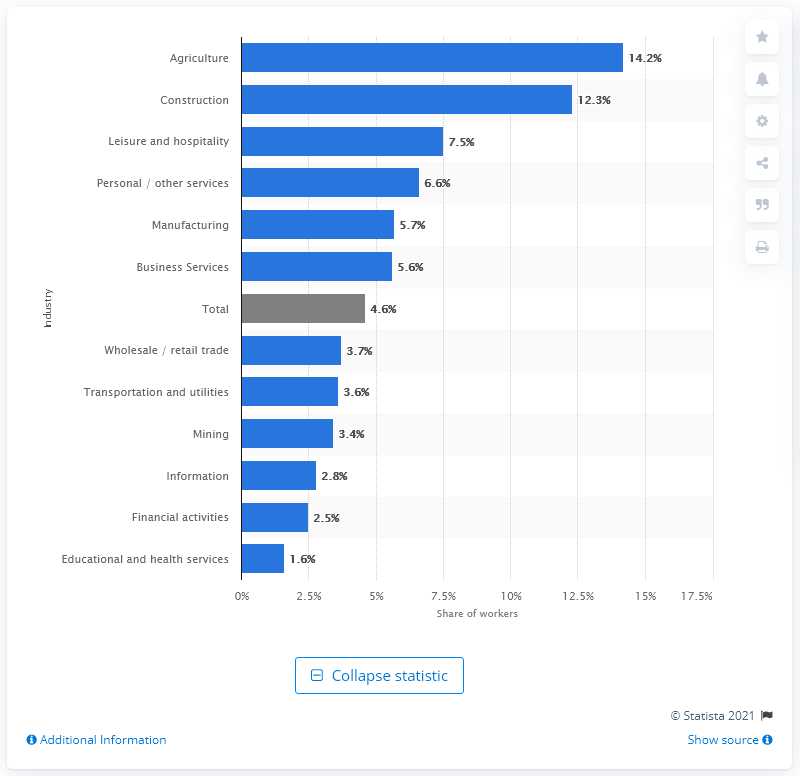 Industry
Agriculture 14.2%
Construction 12.3%
Leisure and hospitality 7.5%
Personal / other services 6.6%
Manufacturing 5.7%
Business Services 5.6%
Total 4.6%
Wholesale / retail trade 3.7%
Transportation and utilities 3.6%
Mining 3.4%
Information 2.8%
Financial activities 2.5%
Educational and health services 1.6%
0% 2.5% 5% 7.5% 10% 12.5% 15% 17.5%
Share of workers
Collapse statistic
© Statista 2021
Additional Information
Show source